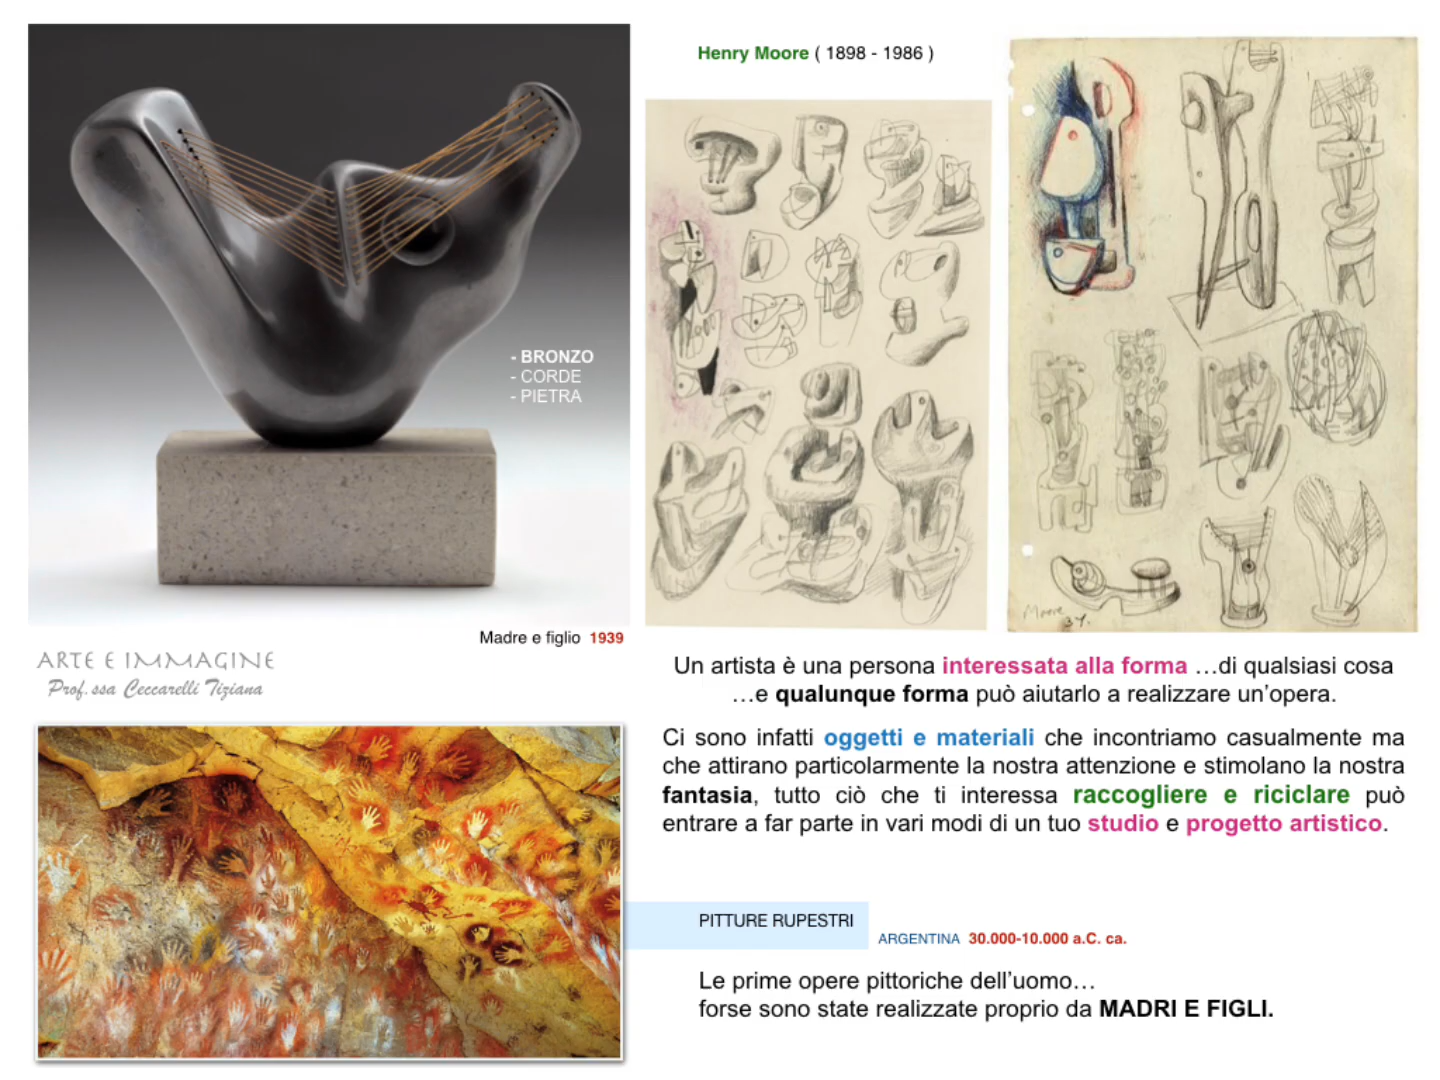 Henry Moore ( 1898 - 1986 )
- BRONZO
- CORDE
- PIETRA
Madre e figlio 1939
Moore
37.
ARTE E IMMAGINE
Prof.ssa Ceccarelli Tiziana
Un artista è una persona interessata alla forma …di qualsiasi cosa
…e qualunque forma può aiutarlo a realizzare un’opera.
Ci sono infatti oggetti e materiali che incontriamo casualmente ma
che attirano particolarmente la nostra attenzione e stimolano la nostra
fantasia, tutto ciò che ti interessa raccogliere e riciclare può
entrare a far parte in vari modi di un tuo studio e progetto artistico.
PITTURE RUPESTRI
ARGENTINA 30.000-10.000 a.C. ca.
Le prime opere pittoriche dell’uomo…
forse sono state realizzate proprio da MADRI E FIGLI.